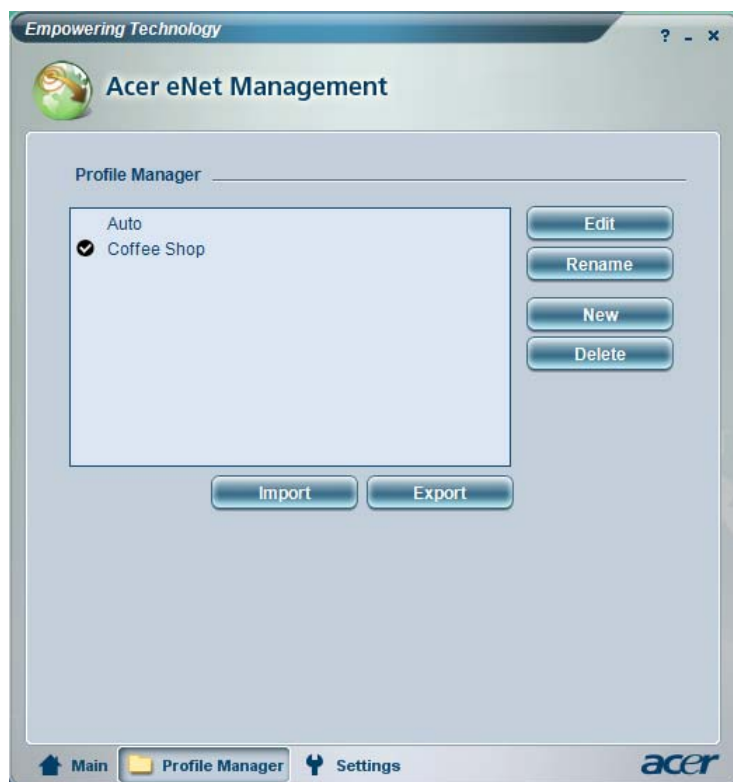 Empowering Technology
? - x
Acer eNet Management
Profile Manager
Auto
Coffee Shop
Edit
Rename
New
Delete
Import Export
Main Profile Manager Settings acer